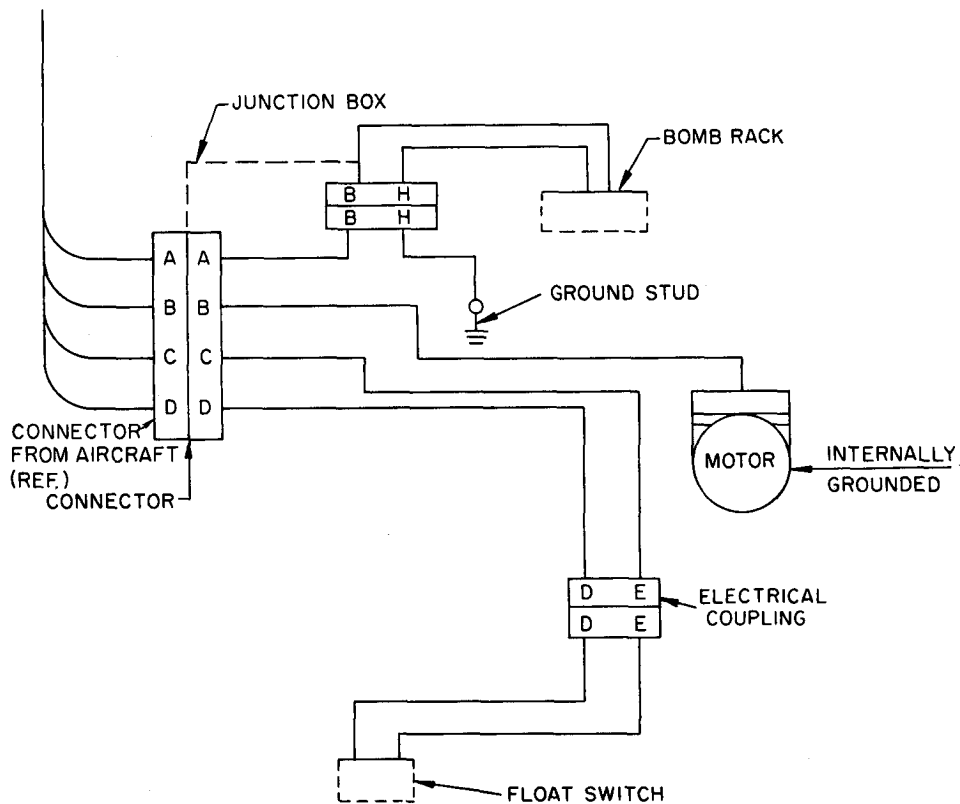 JUNCTION BOX
BOMB RACK
B H
B H
A A
B B
C C
D D
GROUND STUD
CONNECTOR
FROM AIRCRAFT
(REF.)
CONNECTOR
MOTOR
INTERNALLY
GROUNDED
D E
D E
ELECTRICAL
COUPLING
FLOAT SWITCH